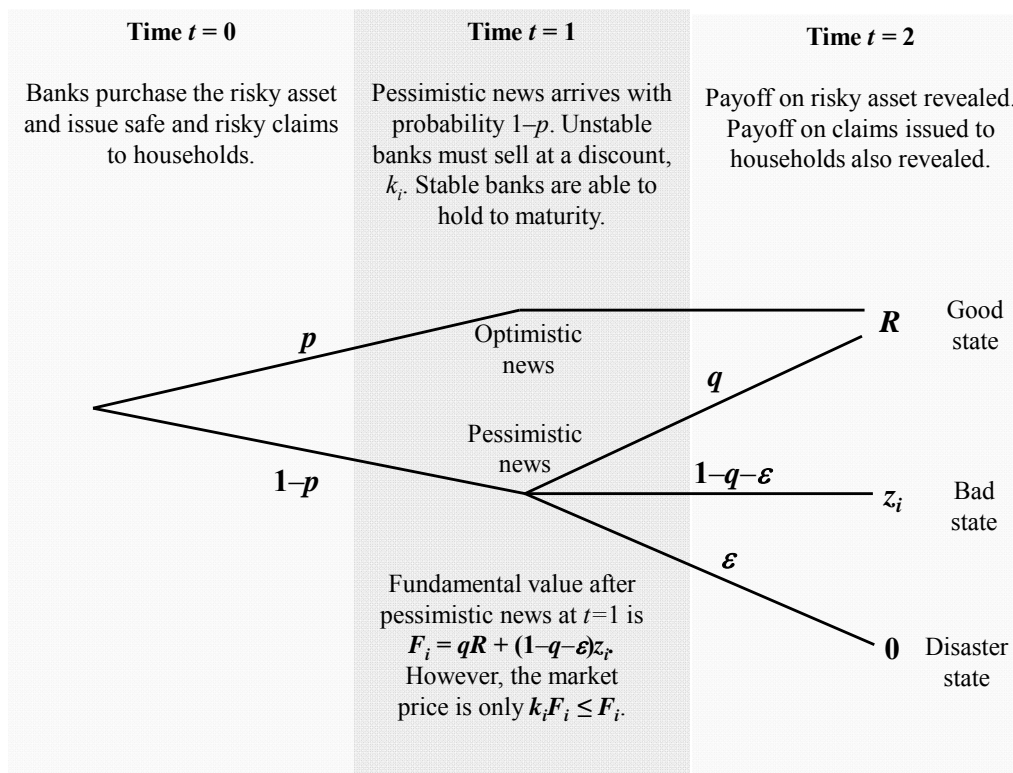 Time t = 0
Banks purchase the risky asset
and issue safe and risky claims
to households.
Time t = 1
Pessimistic news arrives with
probability 1–p. Unstable
banks must sell at a discount,
kᵢ. Stable banks are able to
hold to maturity.
Time t = 2
Payoff on risky asset revealed.
Payoff on claims issued to
households also revealed.
p
Optimistic
news
R
Good
state
q
Pessimistic
news
1–p
1–q–ε
zᵢ
Bad
state
ε
0
Disaster
state
Fundamental value after
pessimistic news at t=1 is
Fᵢ = qR + (1–q–ε)zᵢ.
However, the market
price is only kᵢFᵢ ≤ Fᵢ.